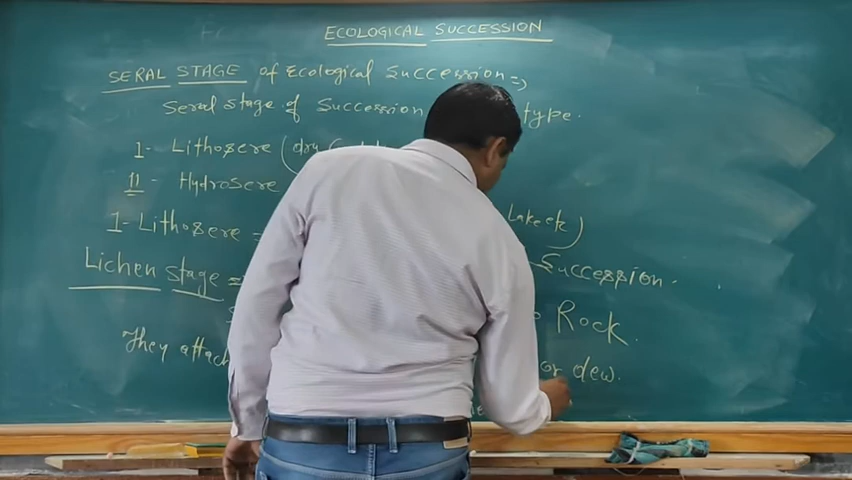 ECOLOGICAL SUCCESSION
SERAL STAGE of Ecological Succession ⇒
Seral stage of Succession type.
1- Lithosere (dry
II - Hydrosere
Lake etc)
1- Lithosere =
Lichen stage Succession.
Rock.
They attach or dew.